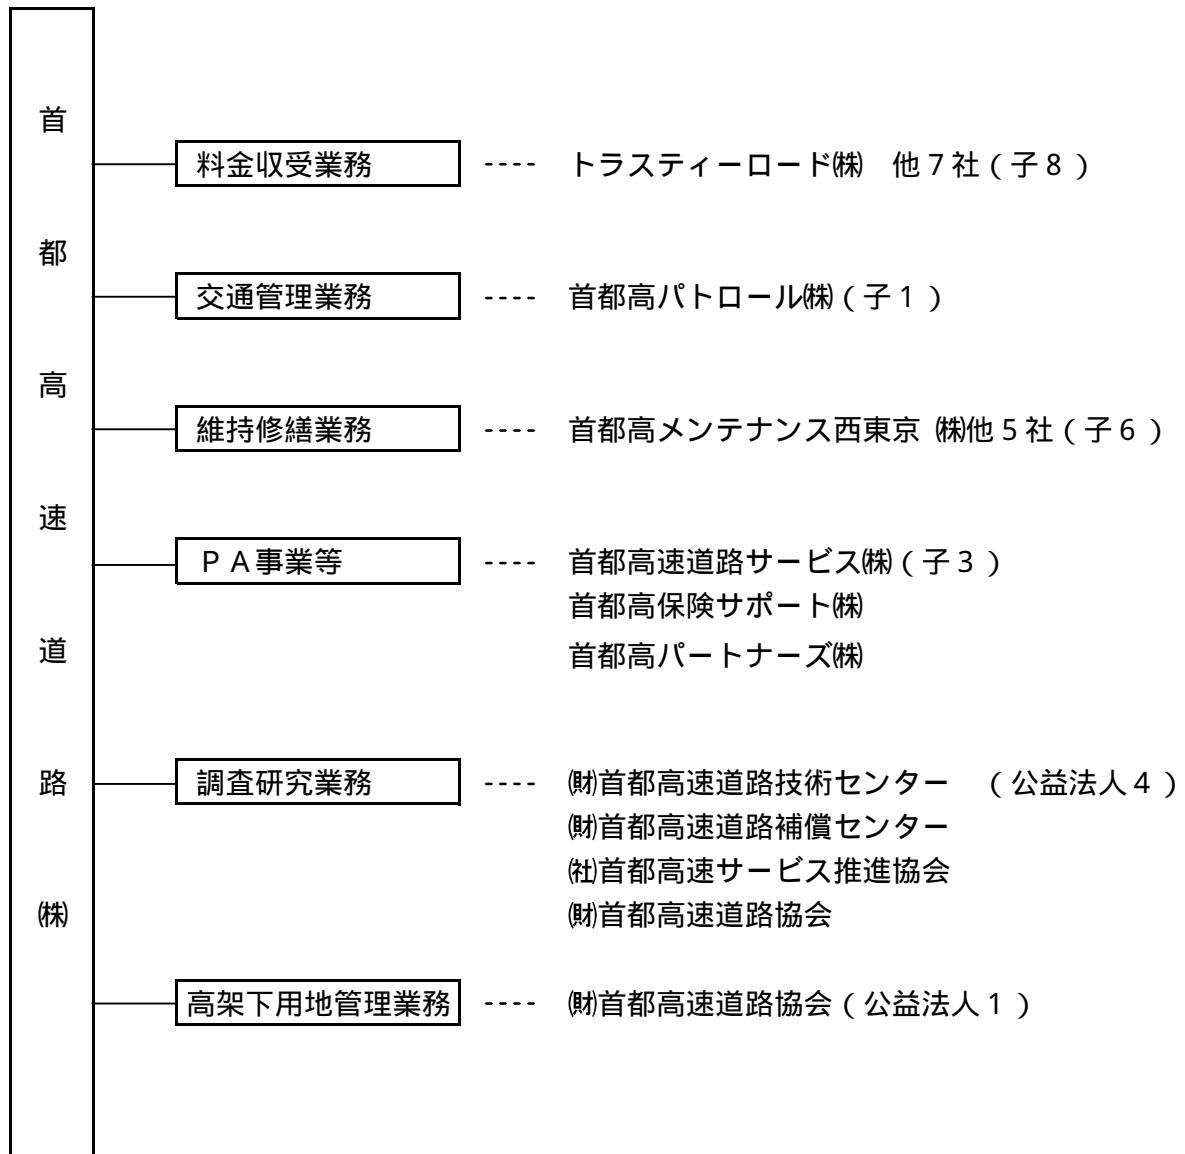 首都高速道路㈱
料金収受業務 ---- トラスティーロード㈱　他７社（子８）
交通管理業務 ---- 首都高パトロール㈱（子１）
維持修繕業務 ---- 首都高メンテナンス西東京 ㈱他５社（子６）
ＰＡ事業等 ---- 首都高速道路サービス㈱（子３）
首都高保険サポート㈱
首都高パートナーズ㈱
調査研究業務 ---- ㈶首都高速道路技術センター　（公益法人４）
㈶首都高速道路補償センター
㈳首都高速サービス推進協会
㈶首都高速道路協会
高架下用地管理業務 ---- ㈶首都高速道路協会（公益法人１）